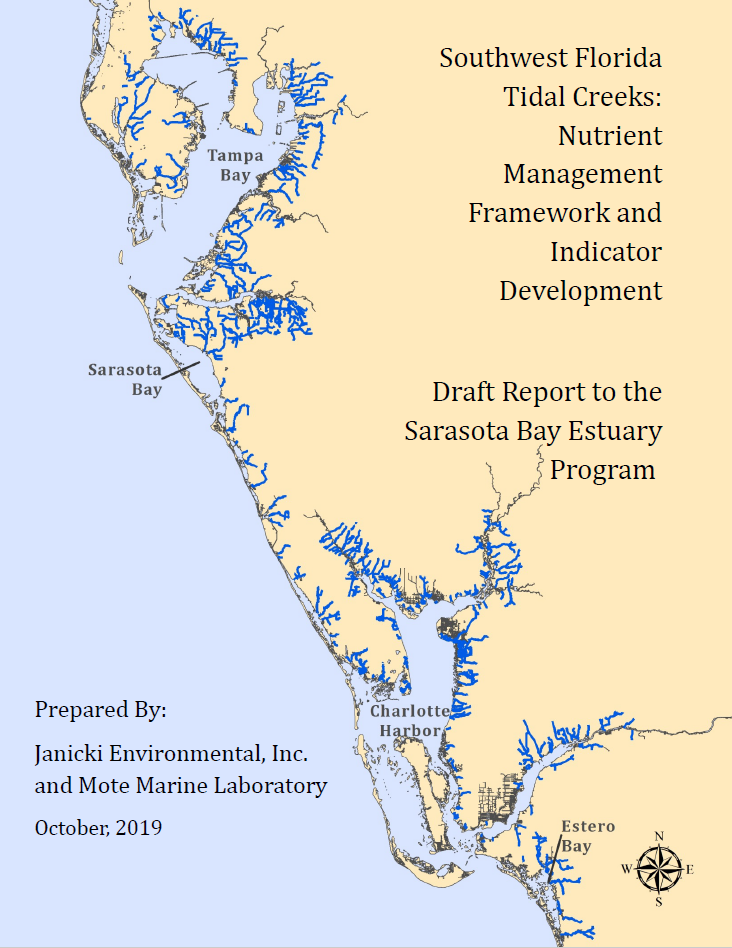 Southwest Florida
Tidal Creeks:
Nutrient
Management
Framework and
Indicator
Development
Draft Report to the
Sarasota Bay Estuary
Program
Tampa
Bay
Sarasota
Bay
Charlotte
Harbor
Estero
Bay
N
W E
S
Prepared By:
Janicki Environmental, Inc.
and Mote Marine Laboratory
October, 2019